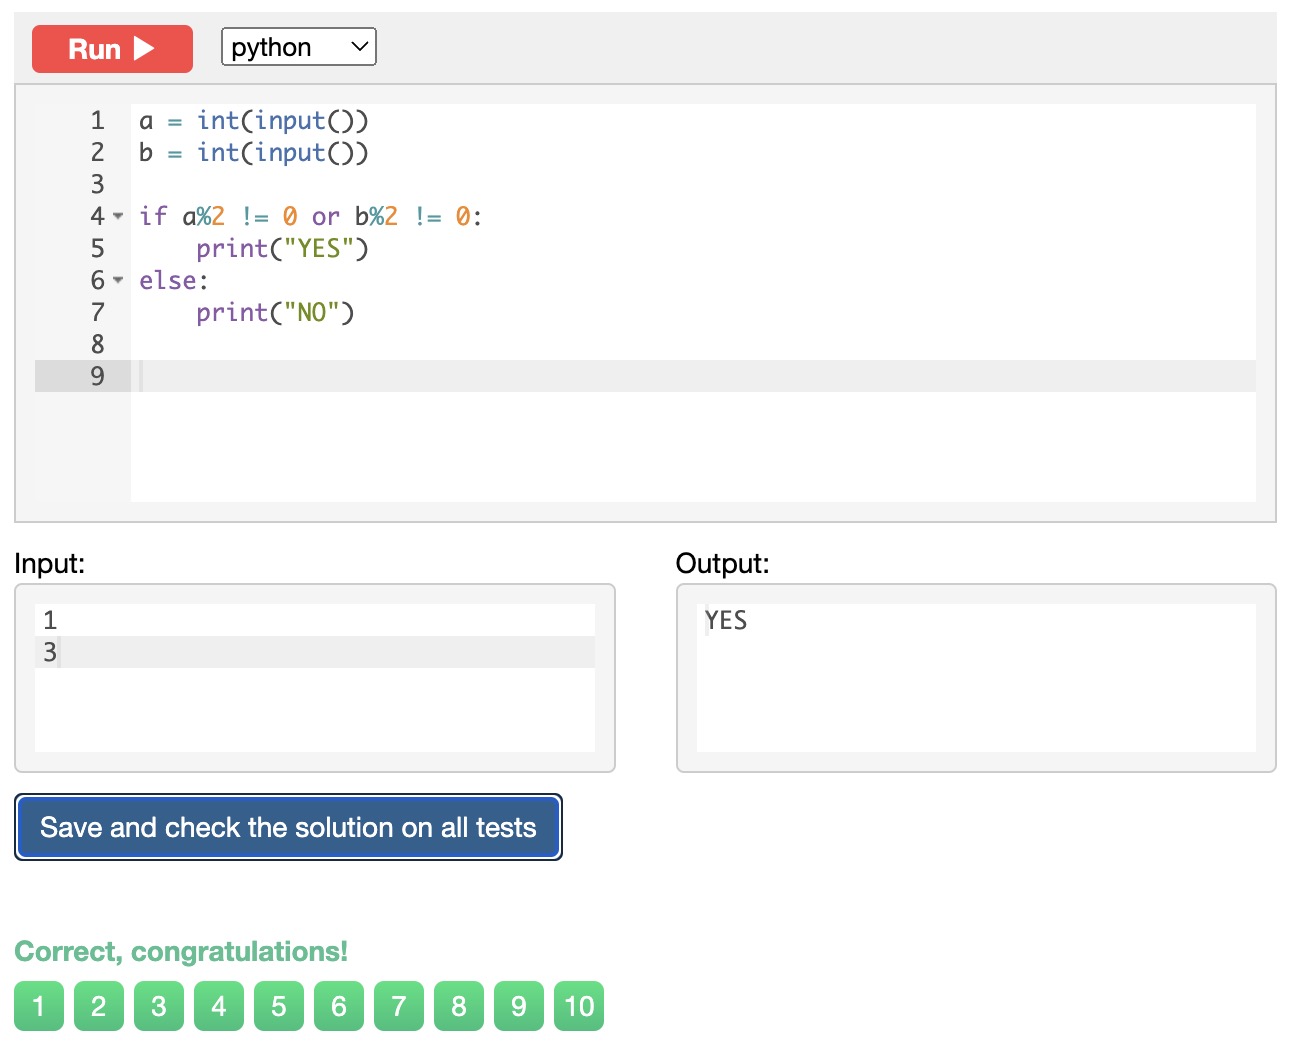 Run
python
1 a = int(input())
2 b = int(input())
3
4 if a%2 != 0 or b%2 != 0:
5     print("YES")
6 else:
7     print("NO")
8
9
Input:
Output:
1
3
YES
Save and check the solution on all tests
Correct, congratulations!
1 2 3 4 5 6 7 8 9 10